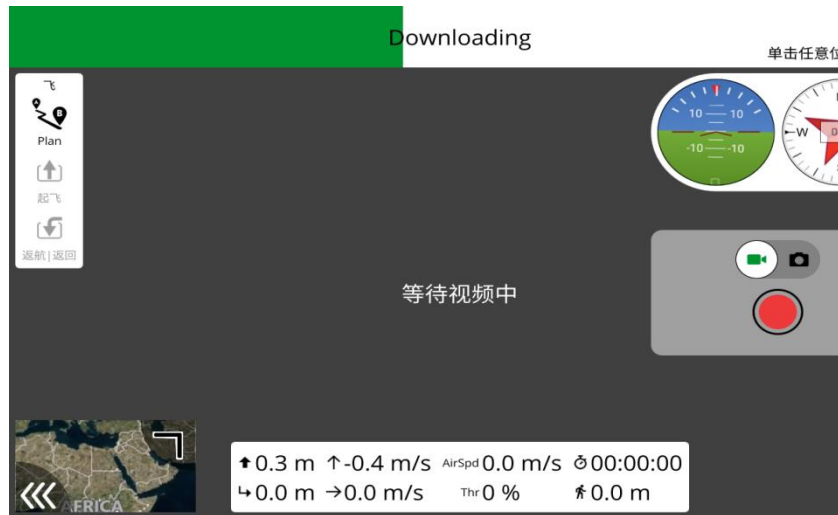 Downloading
单击任意位
飞
Plan
起飞
返航|返回
10 10
-10 -10
W
等待视频中
AFRICA
0.3 m -0.4 m/s AirSpd 0.0 m/s 00:00:00
0.0 m 0.0 m/s Thr 0 % 0.0 m